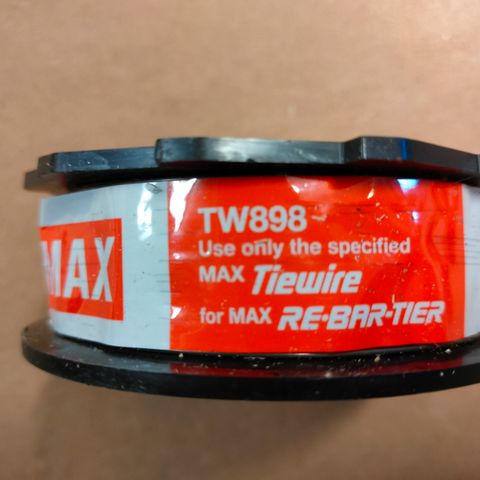 MAX
TW898
Use only the specified
MAX Tiewire
for MAX RE-BAR-TIER